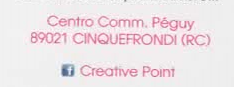 Centro Comm. Péguy
89021 CINQUEFRONDI (RC)
Creative Point